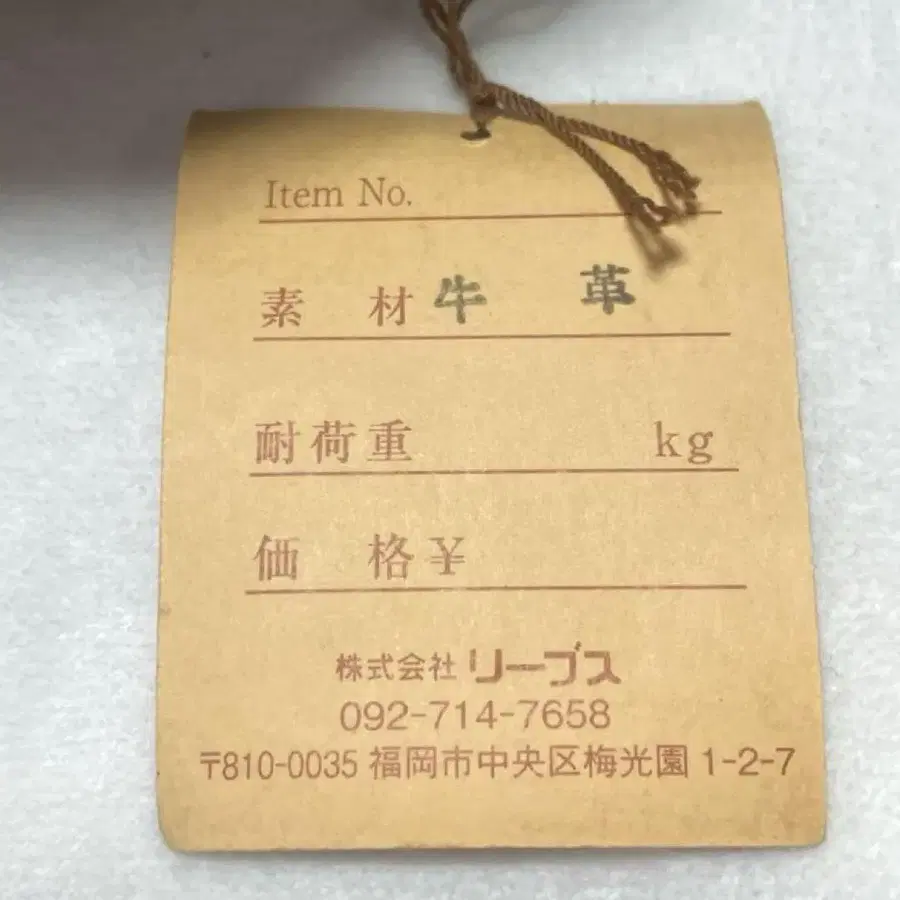 Item No.
素　材 牛　革
耐荷重 kg
価　格 ¥
株式会社 リーブス
092-714-7658
〒810-0035 福岡市中央区梅光園 1-2-7